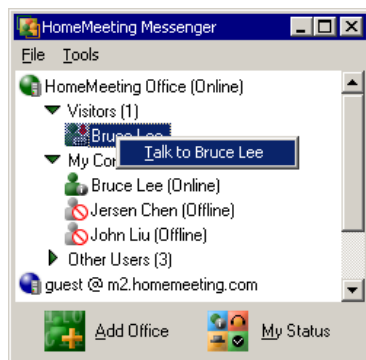 HomeMeeting Messenger
File Tools
HomeMeeting Office (Online)
Visitors (1)
Bruce Lee
Talk to Bruce Lee
My Con
Bruce Lee (Online)
Jersen Chen (Offline)
John Liu (Offline)
Other Users (3)
guest @ m2.homemeeting.com
Add Office My Status